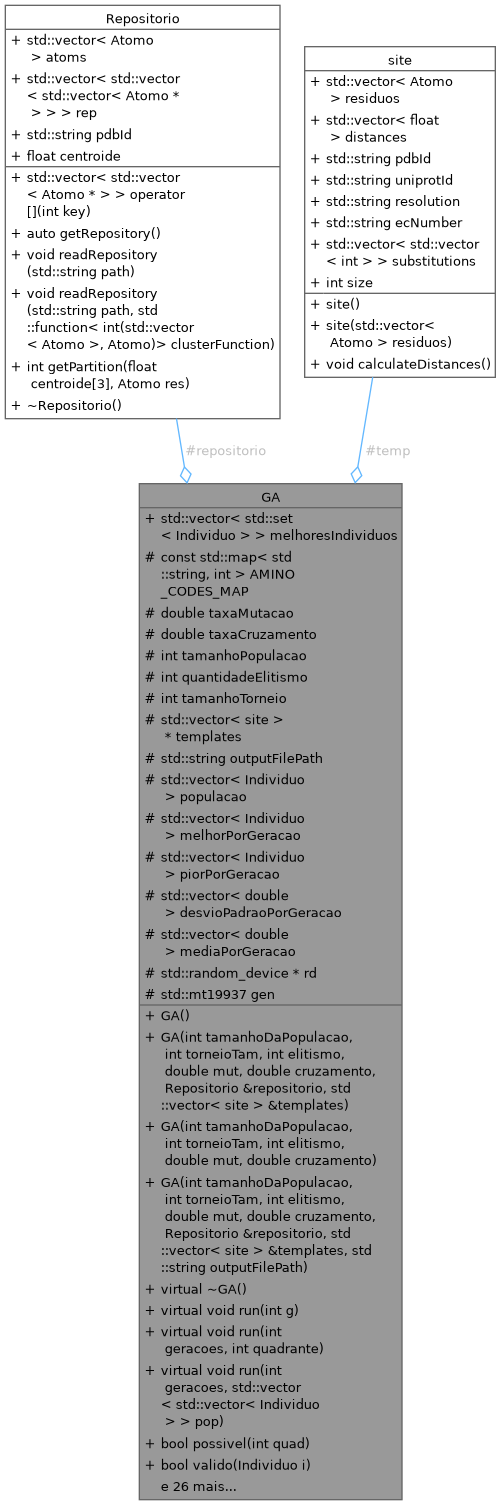 Repositorio
+ std::vector< Atomo
> atoms
+ std::vector< std::vector
< std::vector< Atomo *
> > > rep
+ std::string pdbId
+ float centroide
+ std::vector< std::vector
< Atomo * > > operator
[](int key)
+ auto getRepository()
+ void readRepository
(std::string path)
+ void readRepository
(std::string path, std
::function< int(std::vector
< Atomo >, Atomo)> clusterFunction)
+ int getPartition(float
centroide[3], Atomo res)
+ ~Repositorio()
site
+ std::vector< Atomo
> residuos
+ std::vector< float
> distances
+ std::string pdbId
+ std::string uniprotId
+ std::string resolution
+ std::string ecNumber
+ std::vector< std::vector
< int > > substitutions
+ int size
+ site()
+ site(std::vector<
Atomo > residuos)
+ void calculateDistances()
#repositorio
#temp
GA
+ std::vector< std::set
< Individuo > > melhoresIndividuos
# const std::map< std
::string, int > AMINO
_CODES_MAP
# double taxaMutacao
# double taxaCruzamento
# int tamanhoPopulacao
# int quantidadeElitismo
# int tamanhoTorneio
# std::vector< site >
* templates
# std::string outputFilePath
# std::vector< Individuo
> populacao
# std::vector< Individuo
> melhorPorGeracao
# std::vector< Individuo
> piorPorGeracao
# std::vector< double
> desvioPadraoPorGeracao
# std::vector< double
> mediaPorGeracao
# std::random_device * rd
# std::mt19937 gen
+ GA()
+ GA(int tamanhoDaPopulacao,
int torneioTam, int elitismo,
double mut, double cruzamento,
Repositorio &repositorio, std
::vector< site > &templates)
+ GA(int tamanhoDaPopulacao,
int torneioTam, int elitismo,
double mut, double cruzamento)
+ GA(int tamanhoDaPopulacao,
int torneioTam, int elitismo,
double mut, double cruzamento,
Repositorio &repositorio, std
::vector< site > &templates, std
::string outputFilePath)
+ virtual ~GA()
+ virtual void run(int g)
+ virtual void run(int
geracoes, int quadrante)
+ virtual void run(int
geracoes, std::vector
< std::vector< Individuo
> > pop)
+ bool possivel(int quad)
+ bool valido(Individuo i)
e 26 mais...